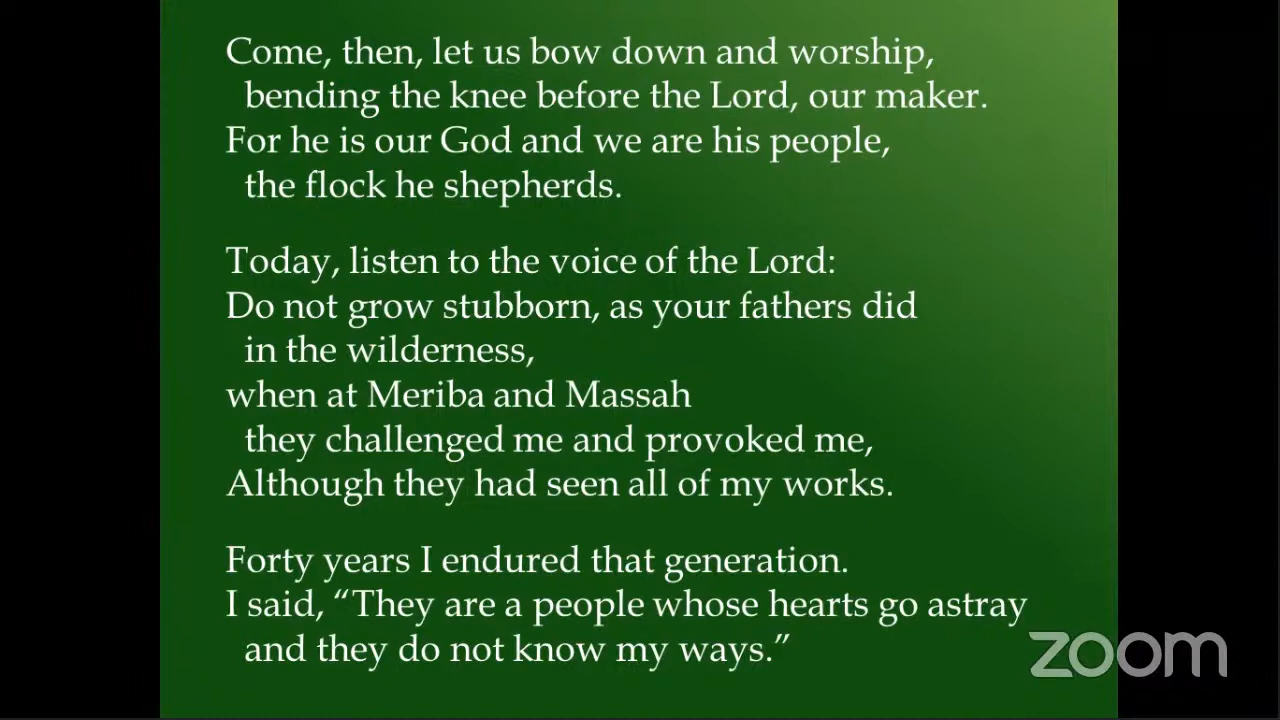 Come, then, let us bow down and worship,
bending the knee before the Lord, our maker.
For he is our God and we are his people,
the flock he shepherds.
Today, listen to the voice of the Lord:
Do not grow stubborn, as your fathers did
in the wilderness,
when at Meriba and Massah
they challenged me and provoked me,
Although they had seen all of my works.
Forty years I endured that generation.
I said, “They are a people whose hearts go astray
and they do not know my ways.”
zoom